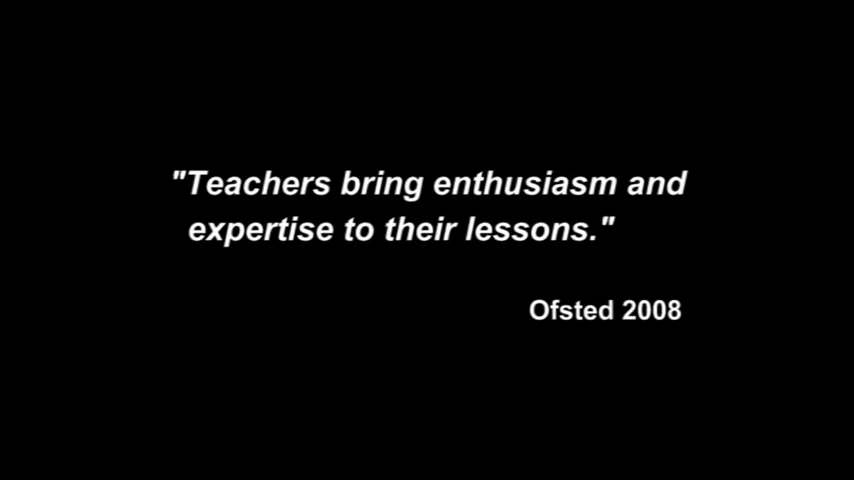 "Teachers bring enthusiasm and
expertise to their lessons."
Ofsted 2008